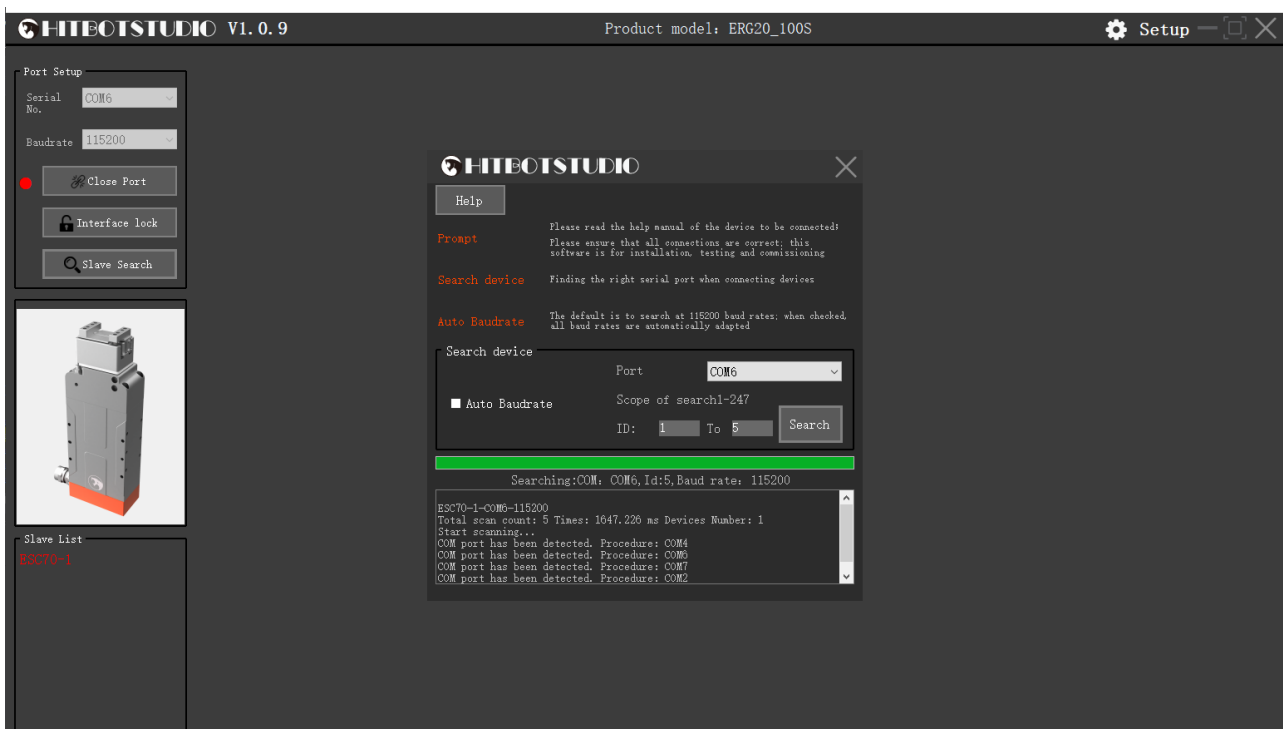 HITBOTSTUDIO V1.0.9
Product model: ERG20_100S
Setup
Port Setup
Serial No.
COM6
Baudrate
115200
Close Port
Interface lock
Slave Search
Slave List
ESC70-1
HITBOTSTUDIO
Help
Prompt
Please read the help manual of the device to be connected;
Please ensure that all connections are correct; this
software is for installation, testing and commissioning
Search device
Finding the right serial port when connecting devices
Auto Baudrate
The default is to search at 115200 baud rates; when checked,
all baud rates are automatically adapted
Search device
Port
COM6
Auto Baudrate
Scope of search1-247
ID: 1 To 5
Search
Searching:COM: COM6,Id:5,Baud rate: 115200
ESC70-1-COM6-115200
Total scan count: 5 Times: 1647.226 ms Devices Number: 1
Start scanning...
COM port has been detected. Procedure: COM4
COM port has been detected. Procedure: COM6
COM port has been detected. Procedure: COM7
COM port has been detected. Procedure: COM2